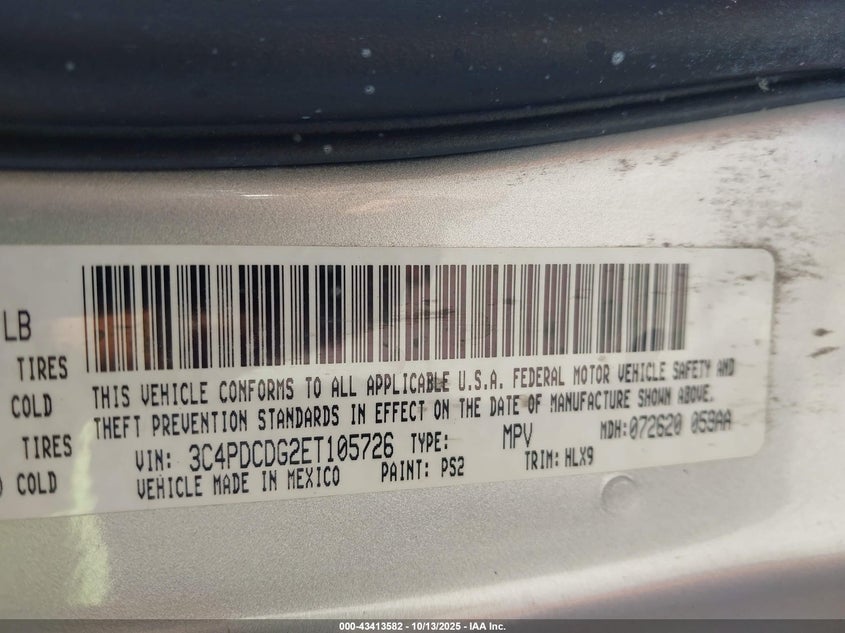 LB
TIRES
COLD
TIRES
) COLD
THIS VEHICLE CONFORMS TO ALL APPLICABLE U.S.A. FEDERAL MOTOR VEHICLE SAFETY AND
THEFT PREVENTION STANDARDS IN EFFECT ON THE DATE OF MANUFACTURE SHOWN ABOVE.
VIN: 3C4PDCDG2ET105726 TYPE: MPV MDH:072620 059AA
VEHICLE MADE IN MEXICO PAINT: PS2 TRIM: HLX9
000-43413582 - 10/13/2025 - IAA Inc.